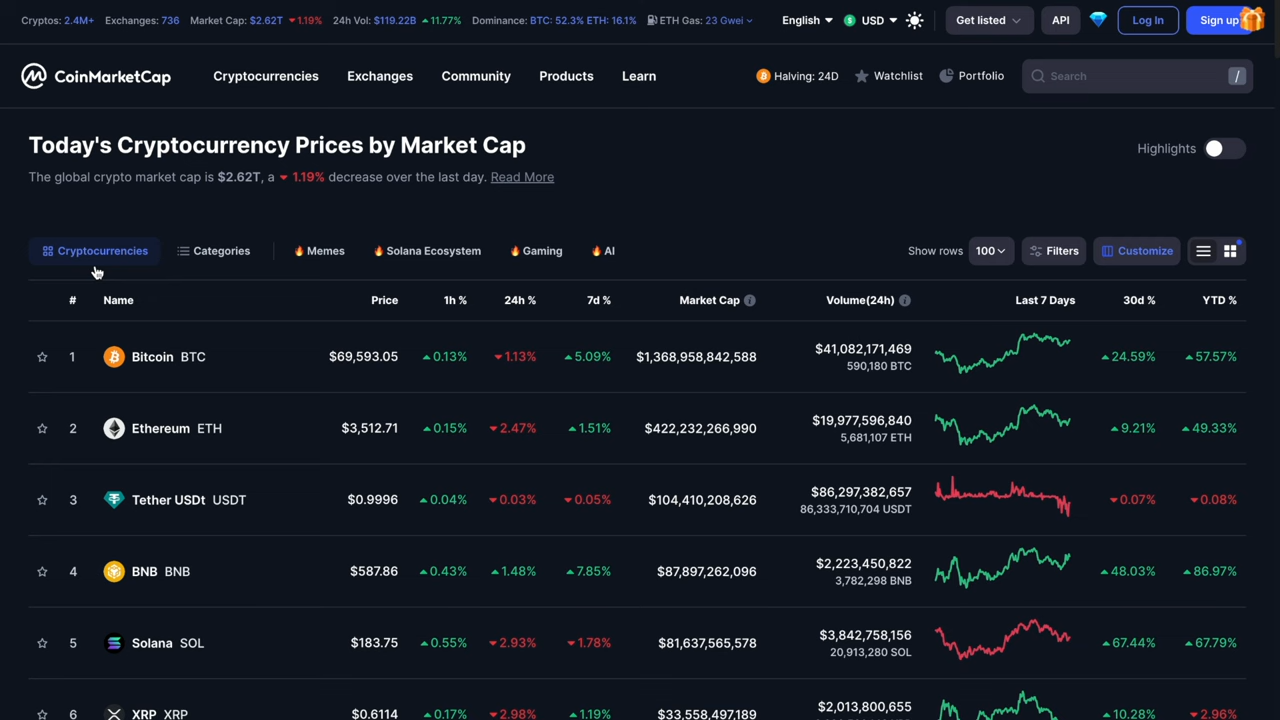 Cryptos: 2.4M+ Exchanges: 736 Market Cap: $2.62T 1.19% 24h Vol: $119.22B 11.77% Dominance: BTC: 52.3% ETH: 16.1% ETH Gas: 23 Gwei English USD Get listed API Log In Sign up
CoinMarketCap Cryptocurrencies Exchanges Community Products Learn Halving: 24D Watchlist Portfolio Search /
Today's Cryptocurrency Prices by Market Cap
Highlights
The global crypto market cap is $2.62T, a 1.19% decrease over the last day. Read More
Cryptocurrencies Categories Memes Solana Ecosystem Gaming AI Show rows 100 Filters Customize
# Name Price 1h % 24h % 7d % Market Cap Volume(24h) Last 7 Days 30d % YTD %
1 Bitcoin BTC $69,593.05 0.13% 1.13% 5.09% $1,368,958,842,588 $41,082,171,469 24.59% 57.57%
590,180 BTC
2 Ethereum ETH $3,512.71 0.15% 2.47% 1.51% $422,232,266,990 $19,977,596,840 9.21% 49.33%
5,681,107 ETH
3 Tether USDt USDT $0.9996 0.04% 0.03% 0.05% $104,410,208,626 $86,297,382,657 0.07% 0.08%
86,333,710,704 USDT
4 BNB BNB $587.86 0.43% 1.48% 7.85% $87,897,262,096 $2,223,450,822 48.03% 86.97%
3,782,298 BNB
5 Solana SOL $183.75 0.55% 2.93% 1.78% $81,637,565,578 $3,842,758,156 67.44% 67.79%
20,913,280 SOL
6 XRP XRP $0.6114 0.17% 2.98% 1.19% $33,558,497,189 $2,013,800,655 10.28% 2.96%